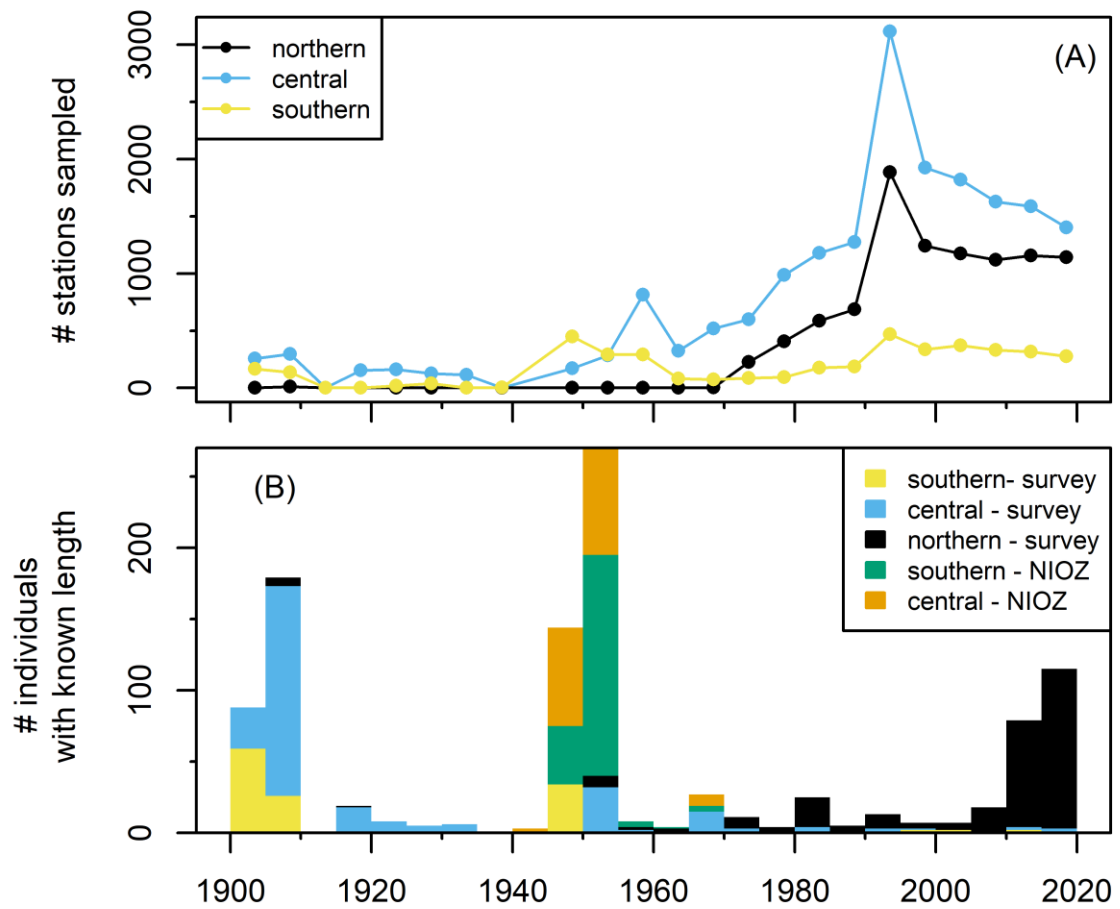 3000
2000
1000
0
# stations sampled
northern
central
southern
(A)
200
100
0
# individuals
with known length
(B)
southern- survey
central - survey
northern - survey
southern - NIOZ
central - NIOZ
1900 1920 1940 1960 1980 2000 2020